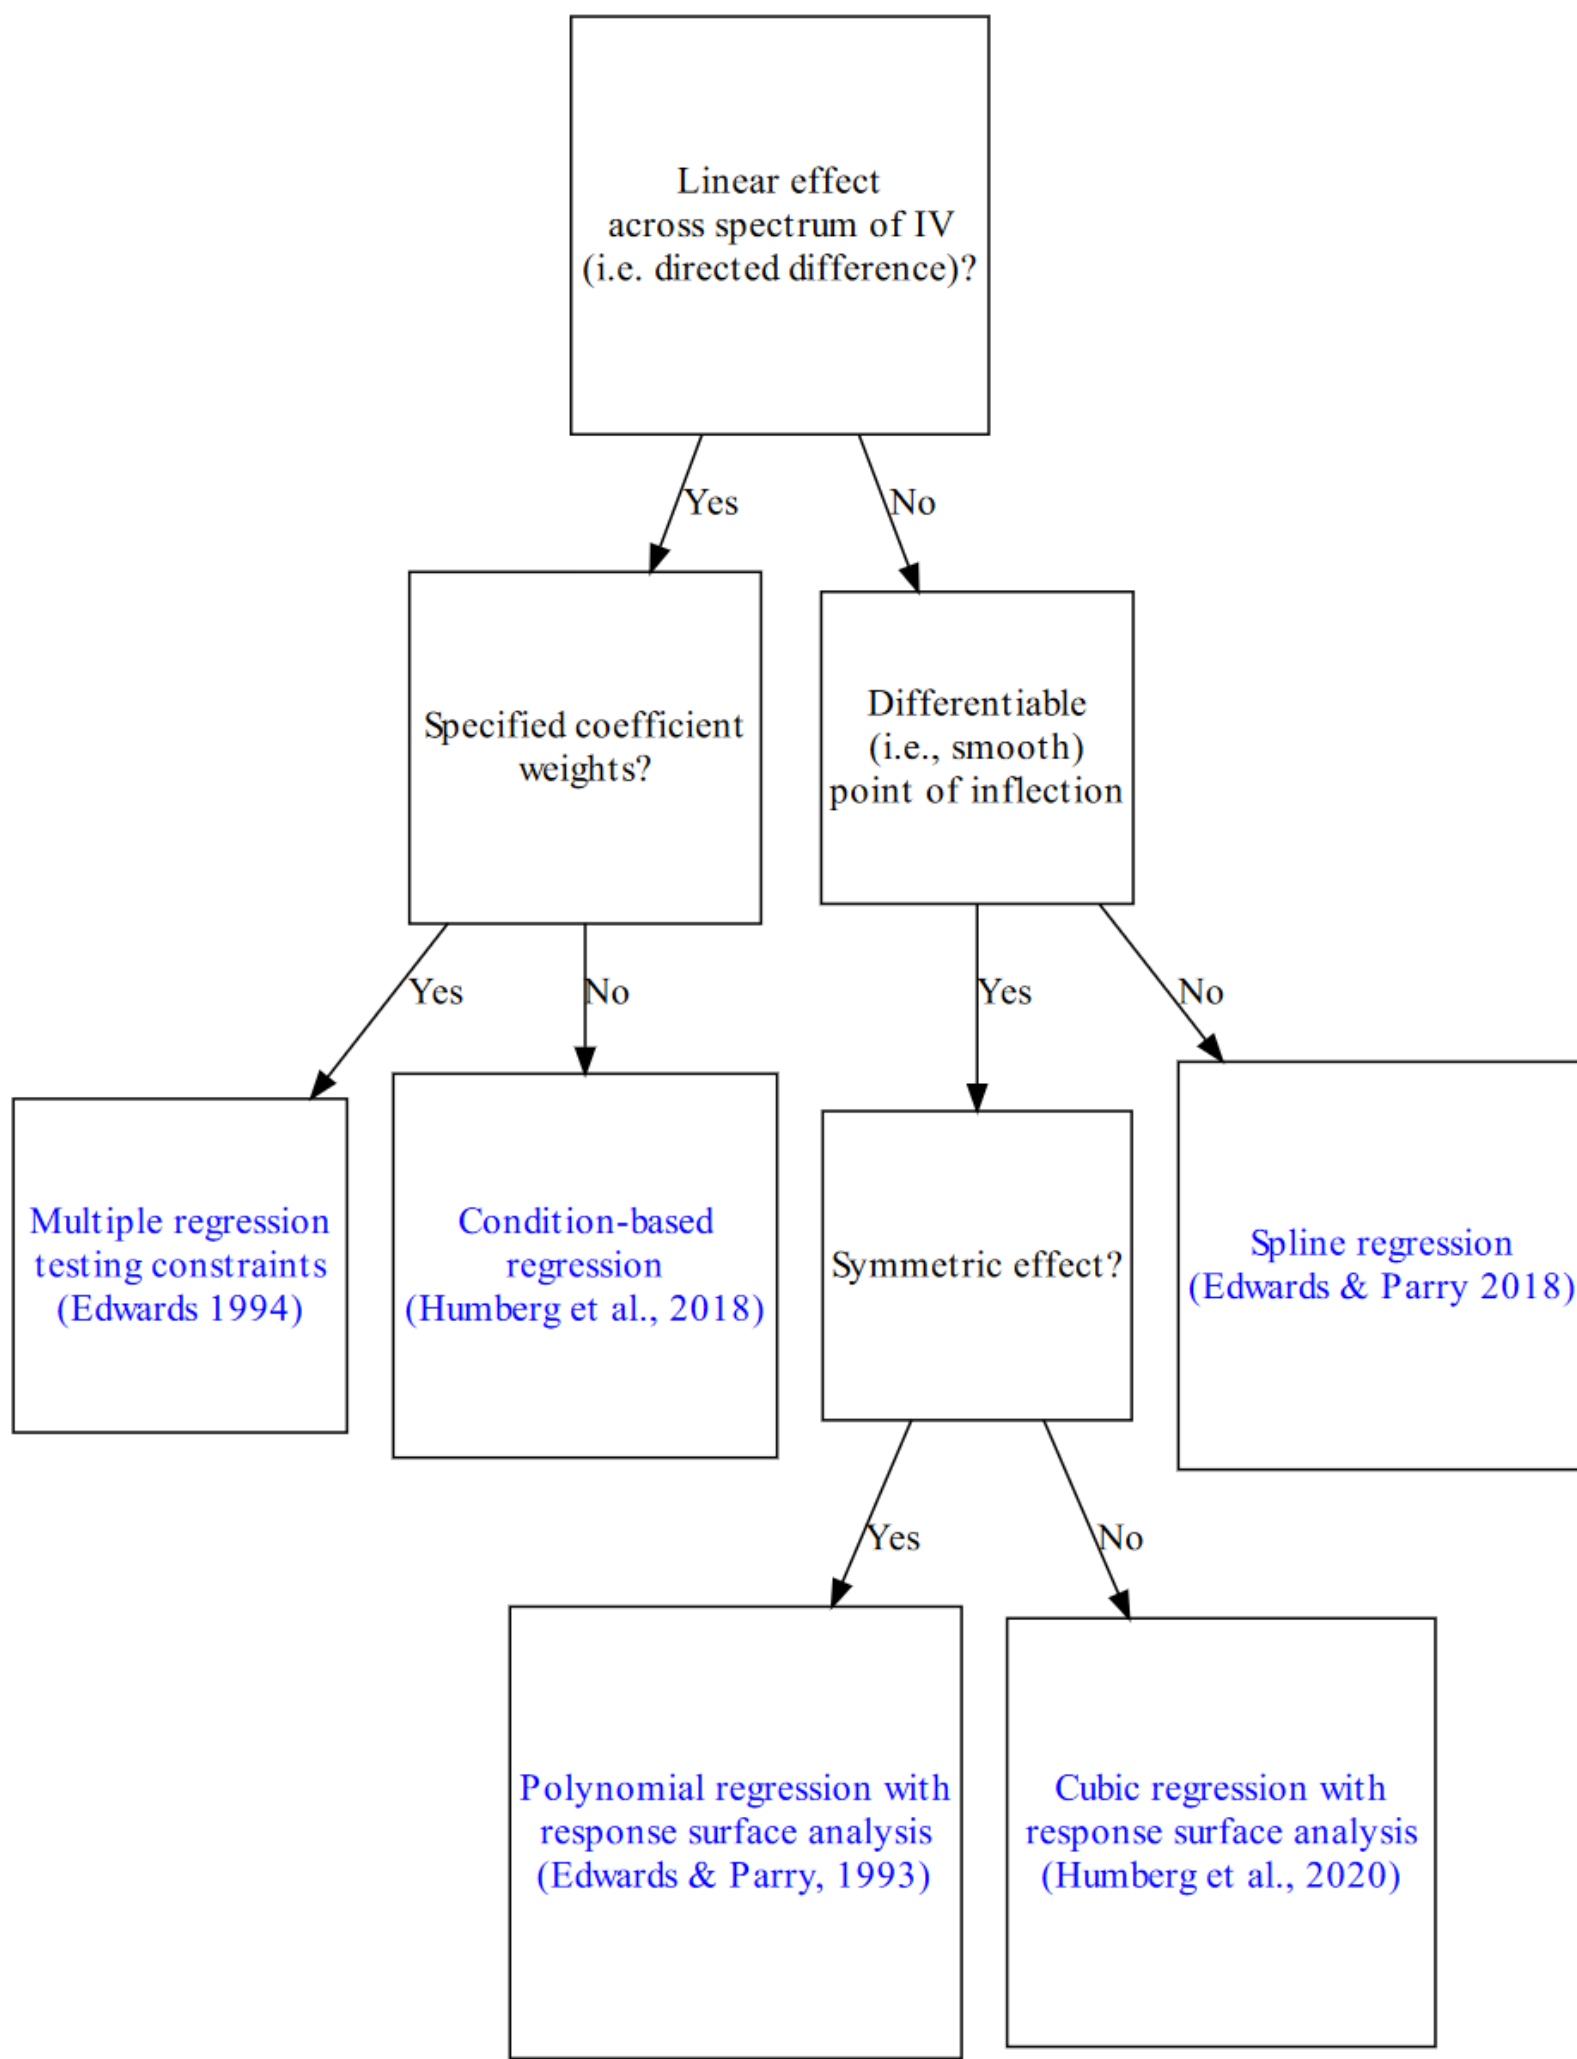 Linear effect
across spectrum of IV
(i.e. directed difference)?
Yes
No
Specified coefficient
weights?
Differentiable
(i.e., smooth)
point of inflection
Yes
No
Yes
No
Multiple regression
testing constraints
(Edwards 1994)
Condition-based
regression
(Humberg et al., 2018)
Symmetric effect?
Spline regression
(Edwards & Parry 2018)
Yes
No
Polynomial regression with
response surface analysis
(Edwards & Parry, 1993)
Cubic regression with
response surface analysis
(Humberg et al., 2020)